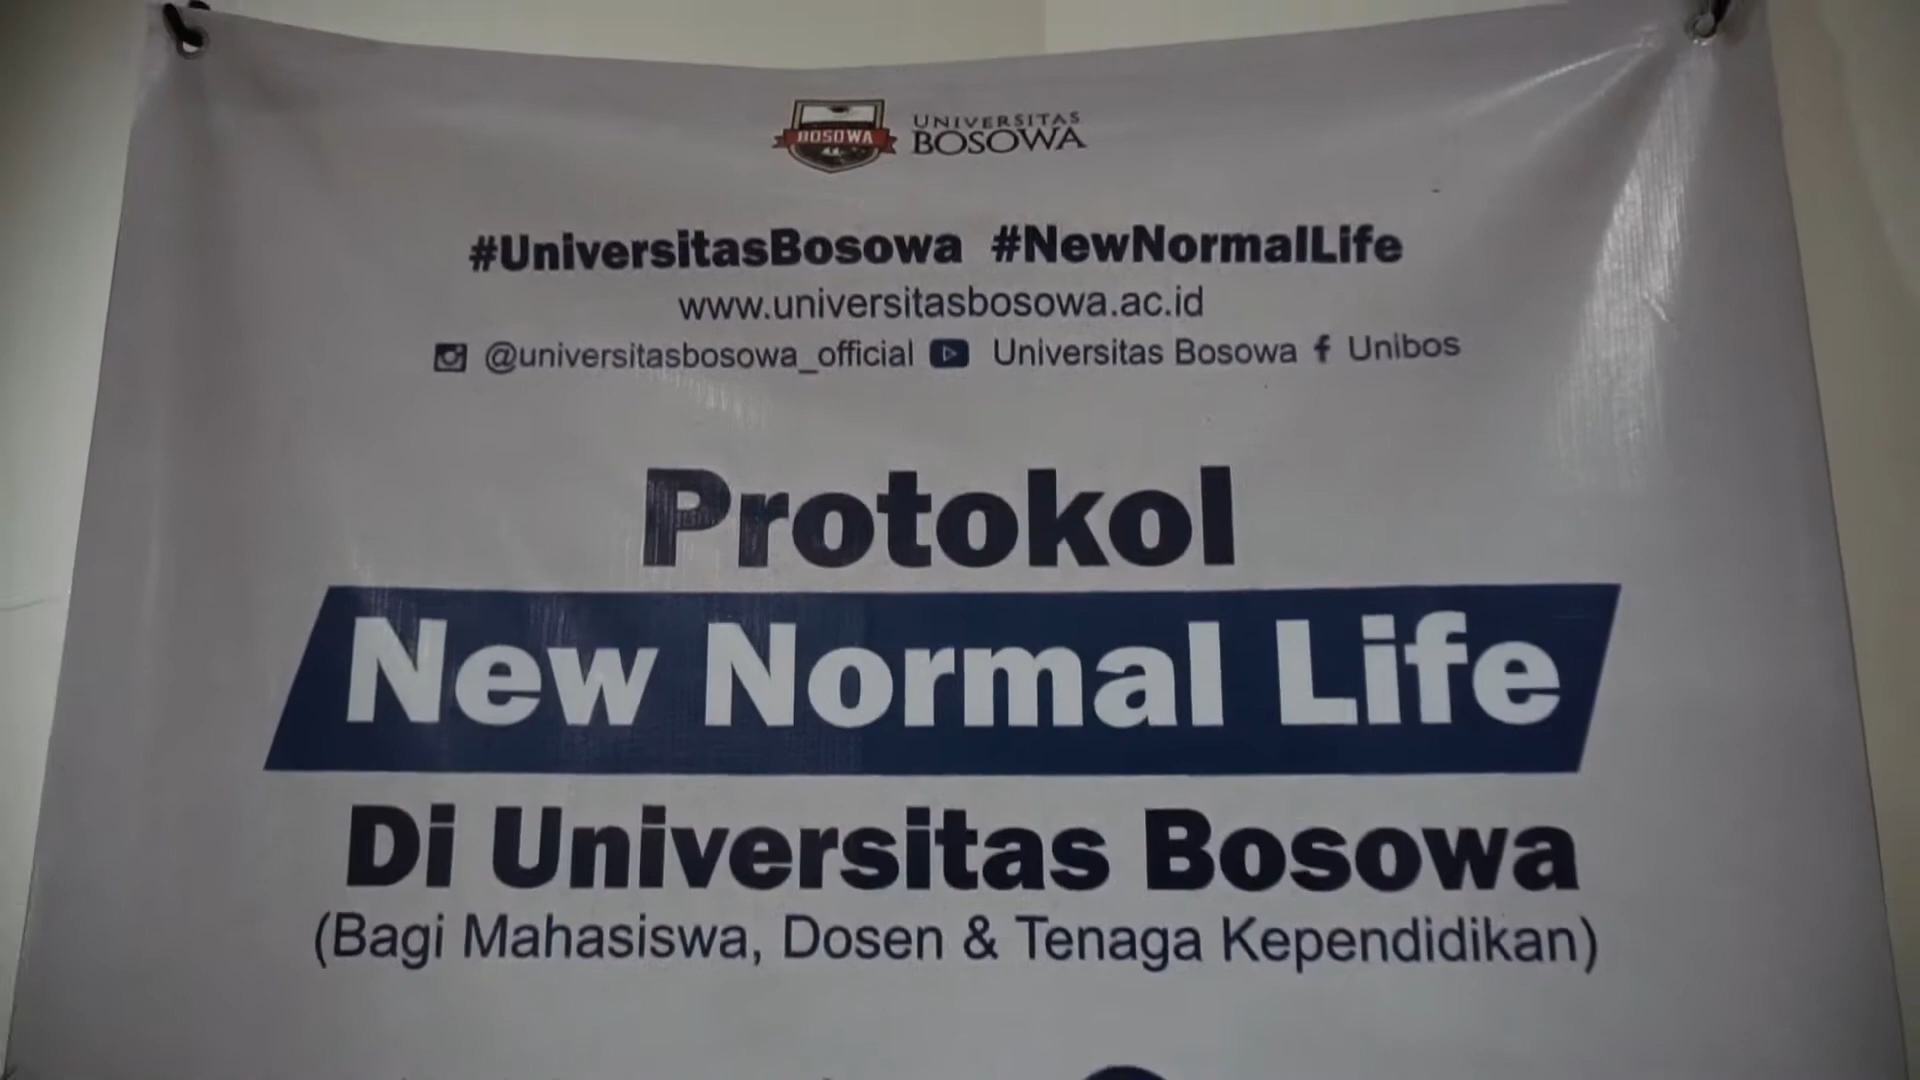 BOSOWA
UNIVERSITAS
BOSOWA
#UniversitasBosowa #NewNormalLife
www.universitasbosowa.ac.id
@universitasbosowa_official Universitas Bosowa f Unibos
Protokol
New Normal Life
Di Universitas Bosowa
(Bagi Mahasiswa, Dosen & Tenaga Kependidikan)